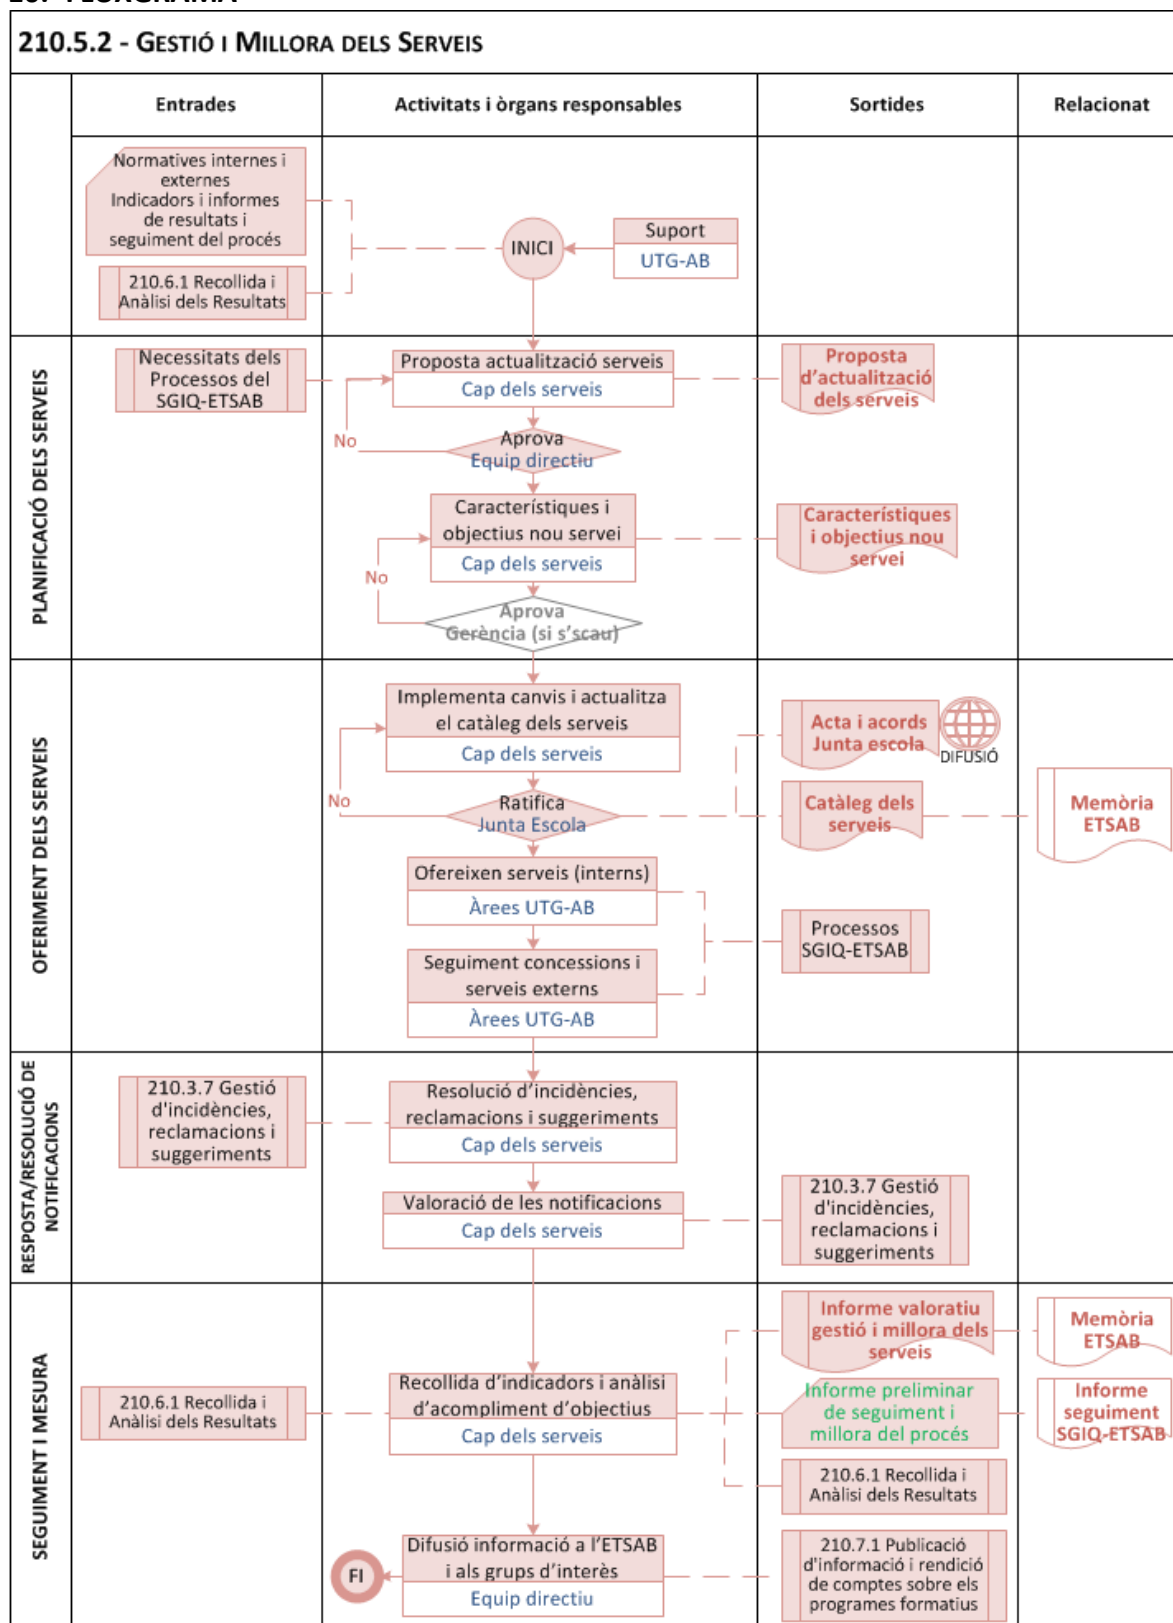 210.5.2 - GESTIÓ I MILLORA DELS SERVEIS
Entrades
Activitats i òrgans responsables
Sortides
Relacionat
Normatives internes i
externes
Indicadors i informes
de resultats i
seguiment del procés
210.6.1 Recollida i
Anàlisi dels Resultats
INICI
Suport
UTG-AB
PLANIFICACIÓ DELS SERVEIS
Necessitats dels
Processos del
SGIQ-ETSAB
Proposta actualització serveis
Cap dels serveis
Proposta
d'actualització
dels serveis
No
Aprova
Equip directiu
Característiques i
objectius nou servei
Cap dels serveis
Característiques
i objectius nou
servei
No
Aprova
Gerència (si s'scau)
OFERIMENT DELS SERVEIS
Implementa canvis i actualitza
el catàleg dels serveis
Cap dels serveis
Acta i acords
Junta escola
DIFUSIÓ
No
Ratifica
Junta Escola
Catàleg dels
serveis
Memòria
ETSAB
Ofereixen serveis (interns)
Àrees UTG-AB
Processos
SGIQ-ETSAB
Seguiment concessions i
serveis externs
Àrees UTG-AB
RESPOSTA/RESOLUCIÓ DE
NOTIFICACIONS
210.3.7 Gestió
d'incidències,
reclamacions i
suggeriments
Resolució d'incidències,
reclamacions i suggeriments
Cap dels serveis
Valoració de les notificacions
Cap dels serveis
210.3.7 Gestió
d'incidències,
reclamacions i
suggeriments
SEGUIMENT I MESURA
Informe valoratiu
gestió i millora dels
serveis
Memòria
ETSAB
210.6.1 Recollida i
Anàlisi dels Resultats
Recollida d'indicadors i anàlisi
d'acompliment d'objectius
Cap dels serveis
Informe preliminar
de seguiment i
millora del procés
Informe
seguiment
SGIQ-ETSAB
210.6.1 Recollida i
Anàlisi dels Resultats
FI
Difusió informació a l'ETSAB
i als grups d'interès
Equip directiu
210.7.1 Publicació
d'informació i rendició
de comptes sobre els
programes formatius